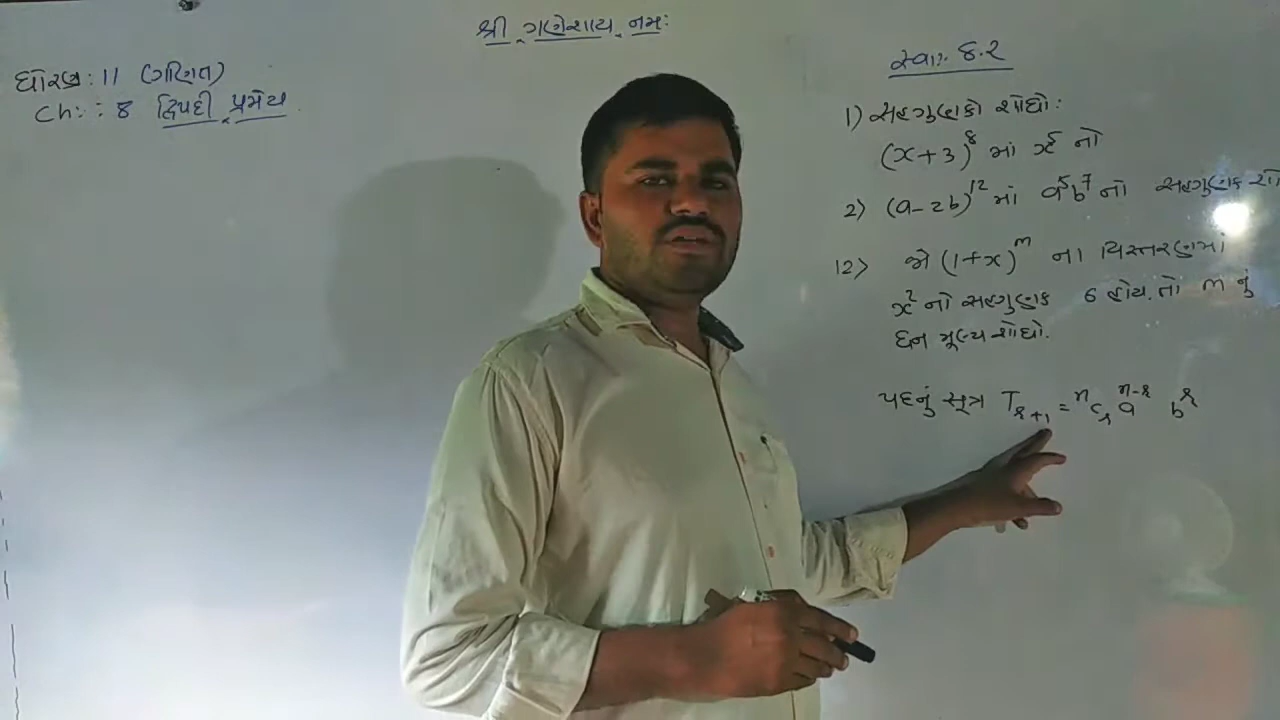 શ્રી ગણેશાય નમઃ
ધોરણ : 11 (ગણિત)
Ch : 8 દ્વિપદી પ્રમેય
સ્વા. 8.2
1) સહગુણકો શોધો :
(x+3)⁸ માં x⁵ નો
2) (a-2b)¹² માં a⁵b⁷ નો સહગુણક શો
12) જો (1+x)ᵐ ના વિસ્તરણમાં
x² નો સહગુણક 6 હોય તો m નું
ધન મૂલ્ય શોધો.
પદનું સૂત્ર Tᵣ₊₁ = ⁿCᵣ aⁿ⁻ʳ bʳ